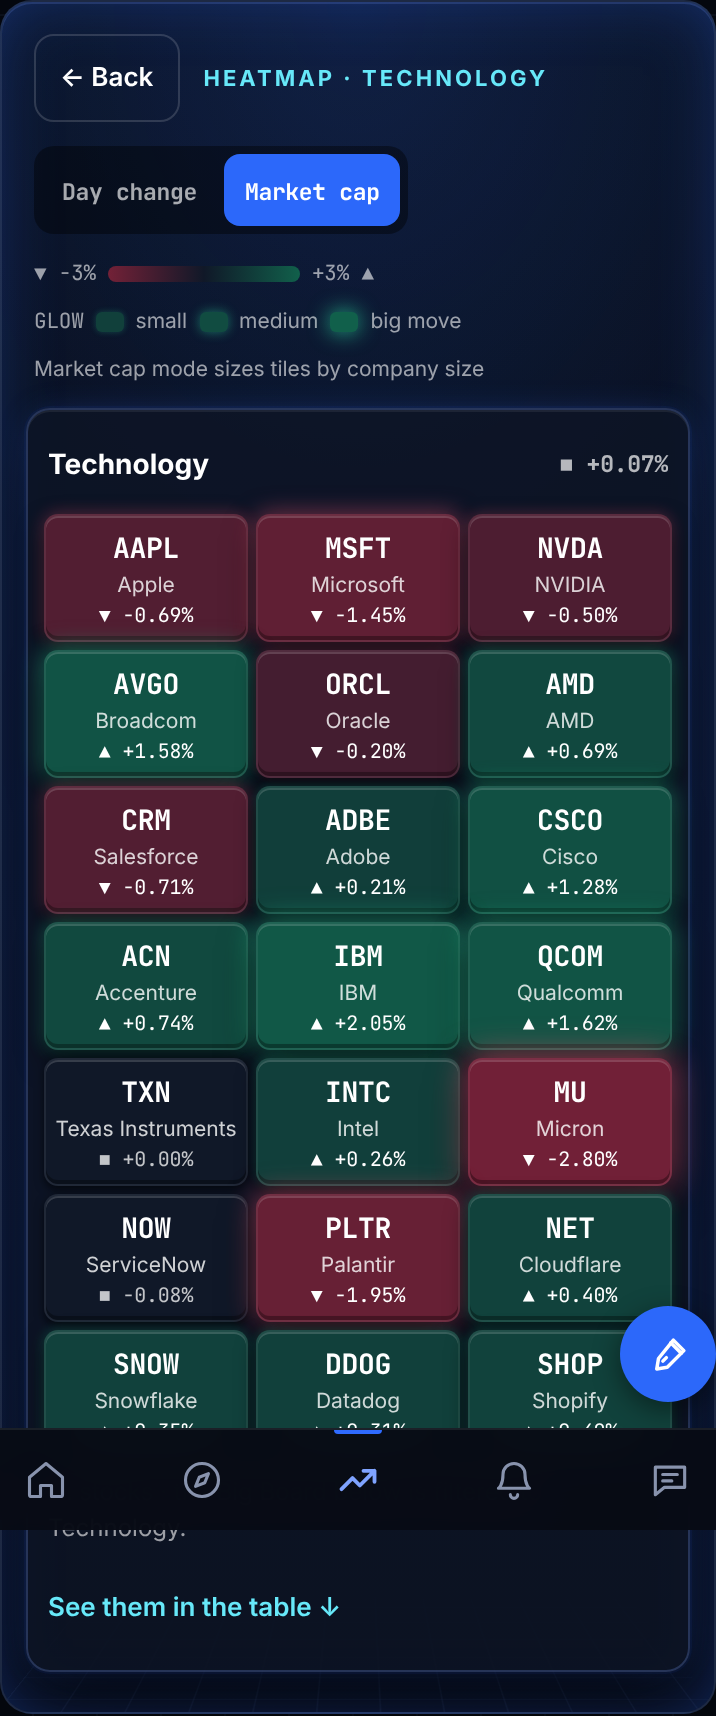 ← Back
HEATMAP · TECHNOLOGY
Day change
Market cap
▼ -3% +3% ▲
GLOW small medium big move
Market cap mode sizes tiles by company size
Technology
■ +0.07%
AAPL
Apple
▼ -0.69%
MSFT
Microsoft
▼ -1.45%
NVDA
NVIDIA
▼ -0.50%
AVGO
Broadcom
▲ +1.58%
ORCL
Oracle
▼ -0.20%
AMD
AMD
▲ +0.69%
CRM
Salesforce
▼ -0.71%
ADBE
Adobe
▲ +0.21%
CSCO
Cisco
▲ +1.28%
ACN
Accenture
▲ +0.74%
IBM
IBM
▲ +2.05%
QCOM
Qualcomm
▲ +1.62%
TXN
Texas Instruments
■ +0.00%
INTC
Intel
▲ +0.26%
MU
Micron
▼ -2.80%
NOW
ServiceNow
■ -0.08%
PLTR
Palantir
▼ -1.95%
NET
Cloudflare
▲ +0.40%
SNOW
Snowflake
DDOG
Datadog
SHOP
Shopify
Technology.
See them in the table ↓